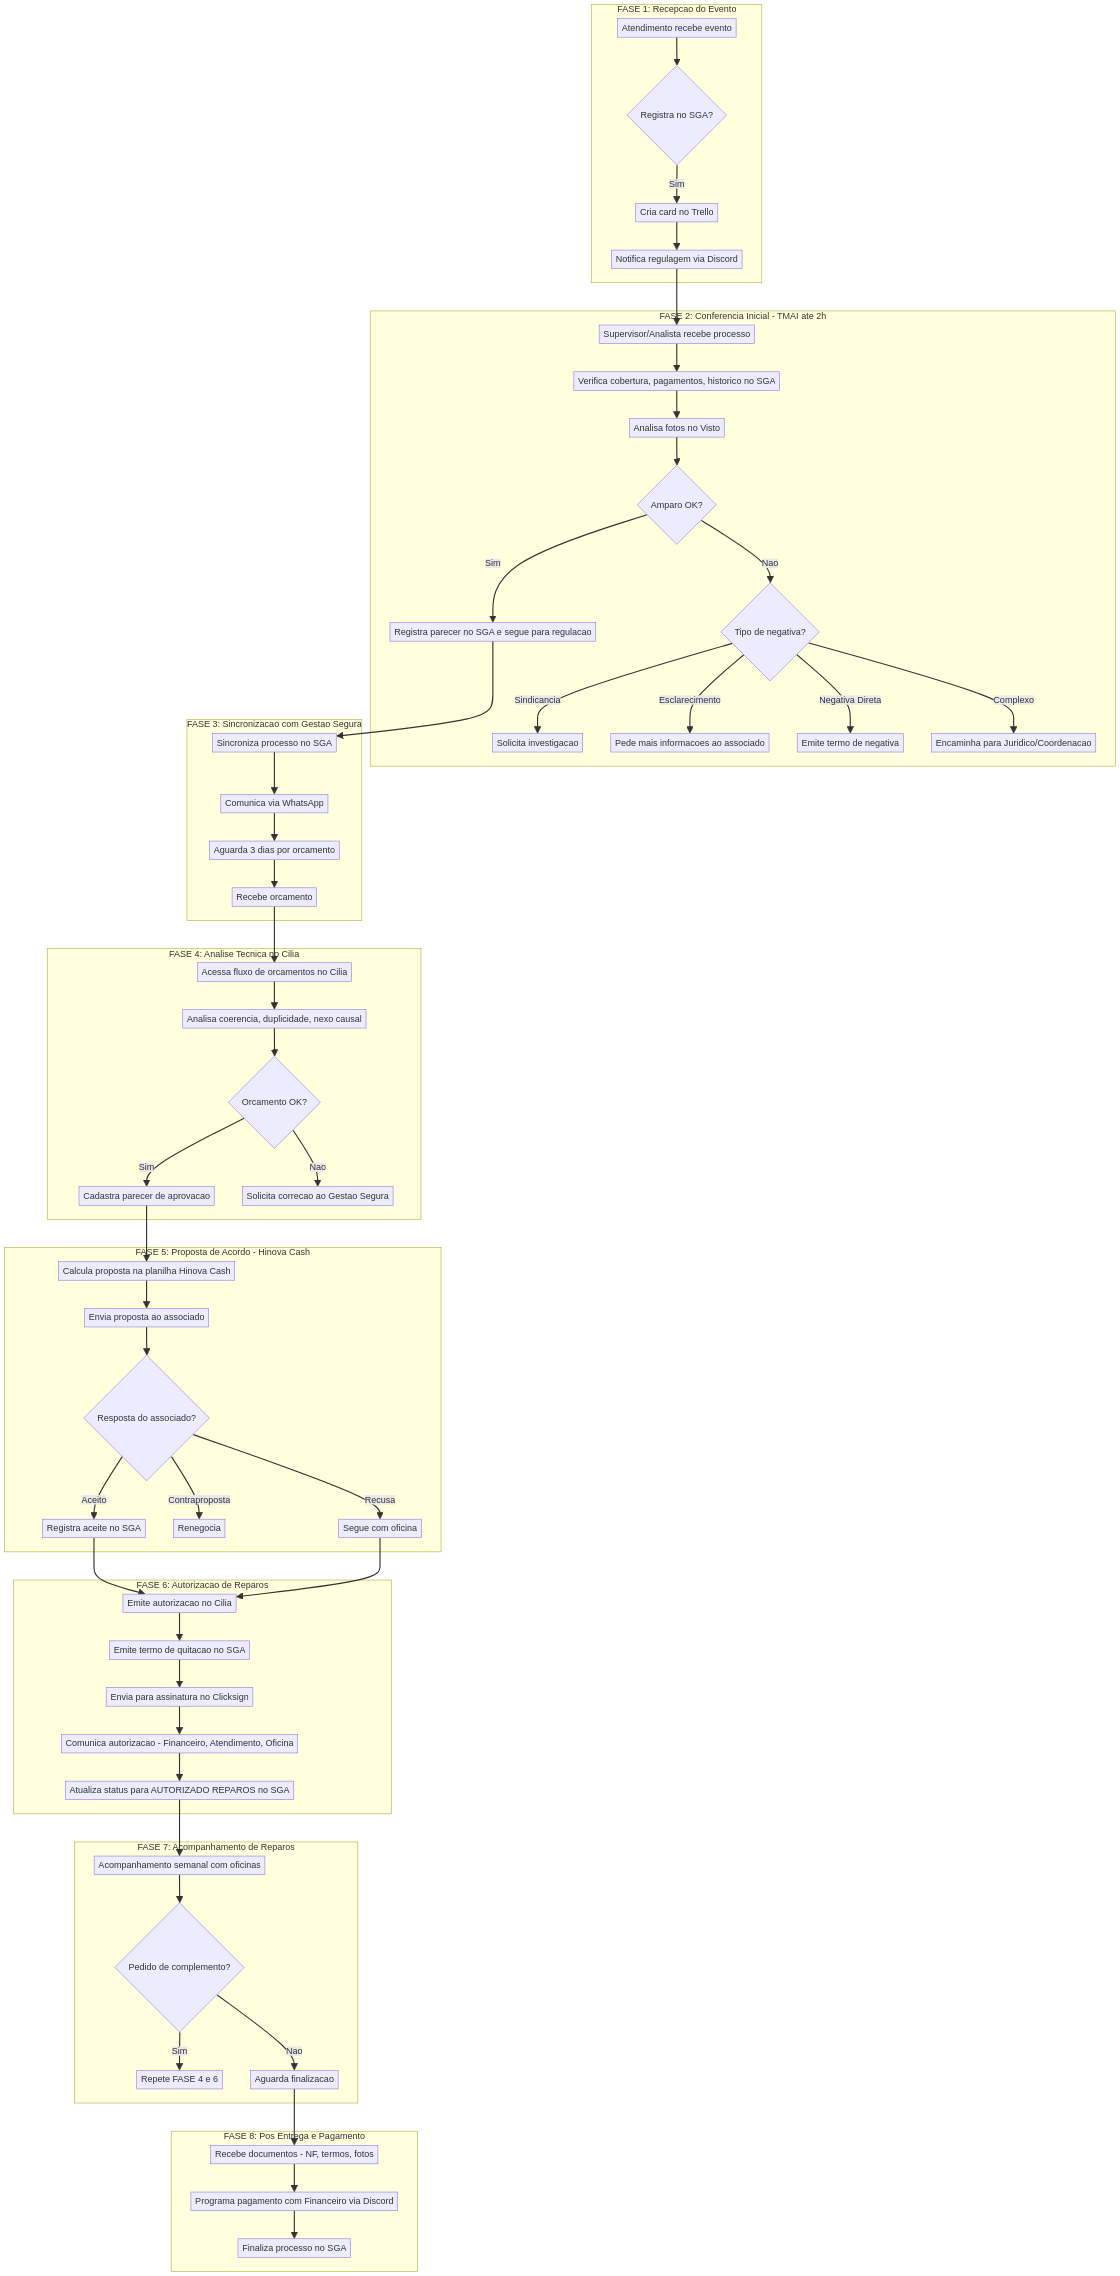 FASE 1: Recepcao do Evento
Atendimento recebe evento
Registra no SGA?
Sim
Cria card no Trello
Notifica regulagem via Discord
FASE 2: Conferencia Inicial - TMAI ate 2h
Supervisor/Analista recebe processo
Verifica cobertura, pagamentos, historico no SGA
Analisa fotos no Visto
Amparo OK?
Sim
Nao
Registra parecer no SGA e segue para regulacao
Tipo de negativa?
Sindicancia
Esclarecimento
Negativa Direta
Complexo
Solicita investigacao
Pede mais informacoes ao associado
Emite termo de negativa
Encaminha para Juridico/Coordenacao
FASE 3: Sincronizacao com Gestao Segura
Sincroniza processo no SGA
Comunica via WhatsApp
Aguarda 3 dias por orcamento
Recebe orcamento
FASE 4: Analise Tecnica no Cilia
Acessa fluxo de orcamentos no Cilia
Analisa coerencia, duplicidade, nexo causal
Orcamento OK?
Sim
Nao
Cadastra parecer de aprovacao
Solicita correcao ao Gestao Segura
FASE 5: Proposta de Acordo - Hinova Cash
Calcula proposta na planilha Hinova Cash
Envia proposta ao associado
Resposta do associado?
Aceito
Contraproposta
Recusa
Registra aceite no SGA
Renegocia
Segue com oficina
FASE 6: Autorizacao de Reparos
Emite autorizacao no Cilia
Emite termo de quitacao no SGA
Envia para assinatura no Clicksign
Comunica autorizacao - Financeiro, Atendimento, Oficina
Atualiza status para AUTORIZADO REPAROS no SGA
FASE 7: Acompanhamento de Reparos
Acompanhamento semanal com oficinas
Pedido de complemento?
Sim
Nao
Repete FASE 4 e 6
Aguarda finalizacao
FASE 8: Pos Entrega e Pagamento
Recebe documentos - NF, termos, fotos
Programa pagamento com Financeiro via Discord
Finaliza processo no SGA